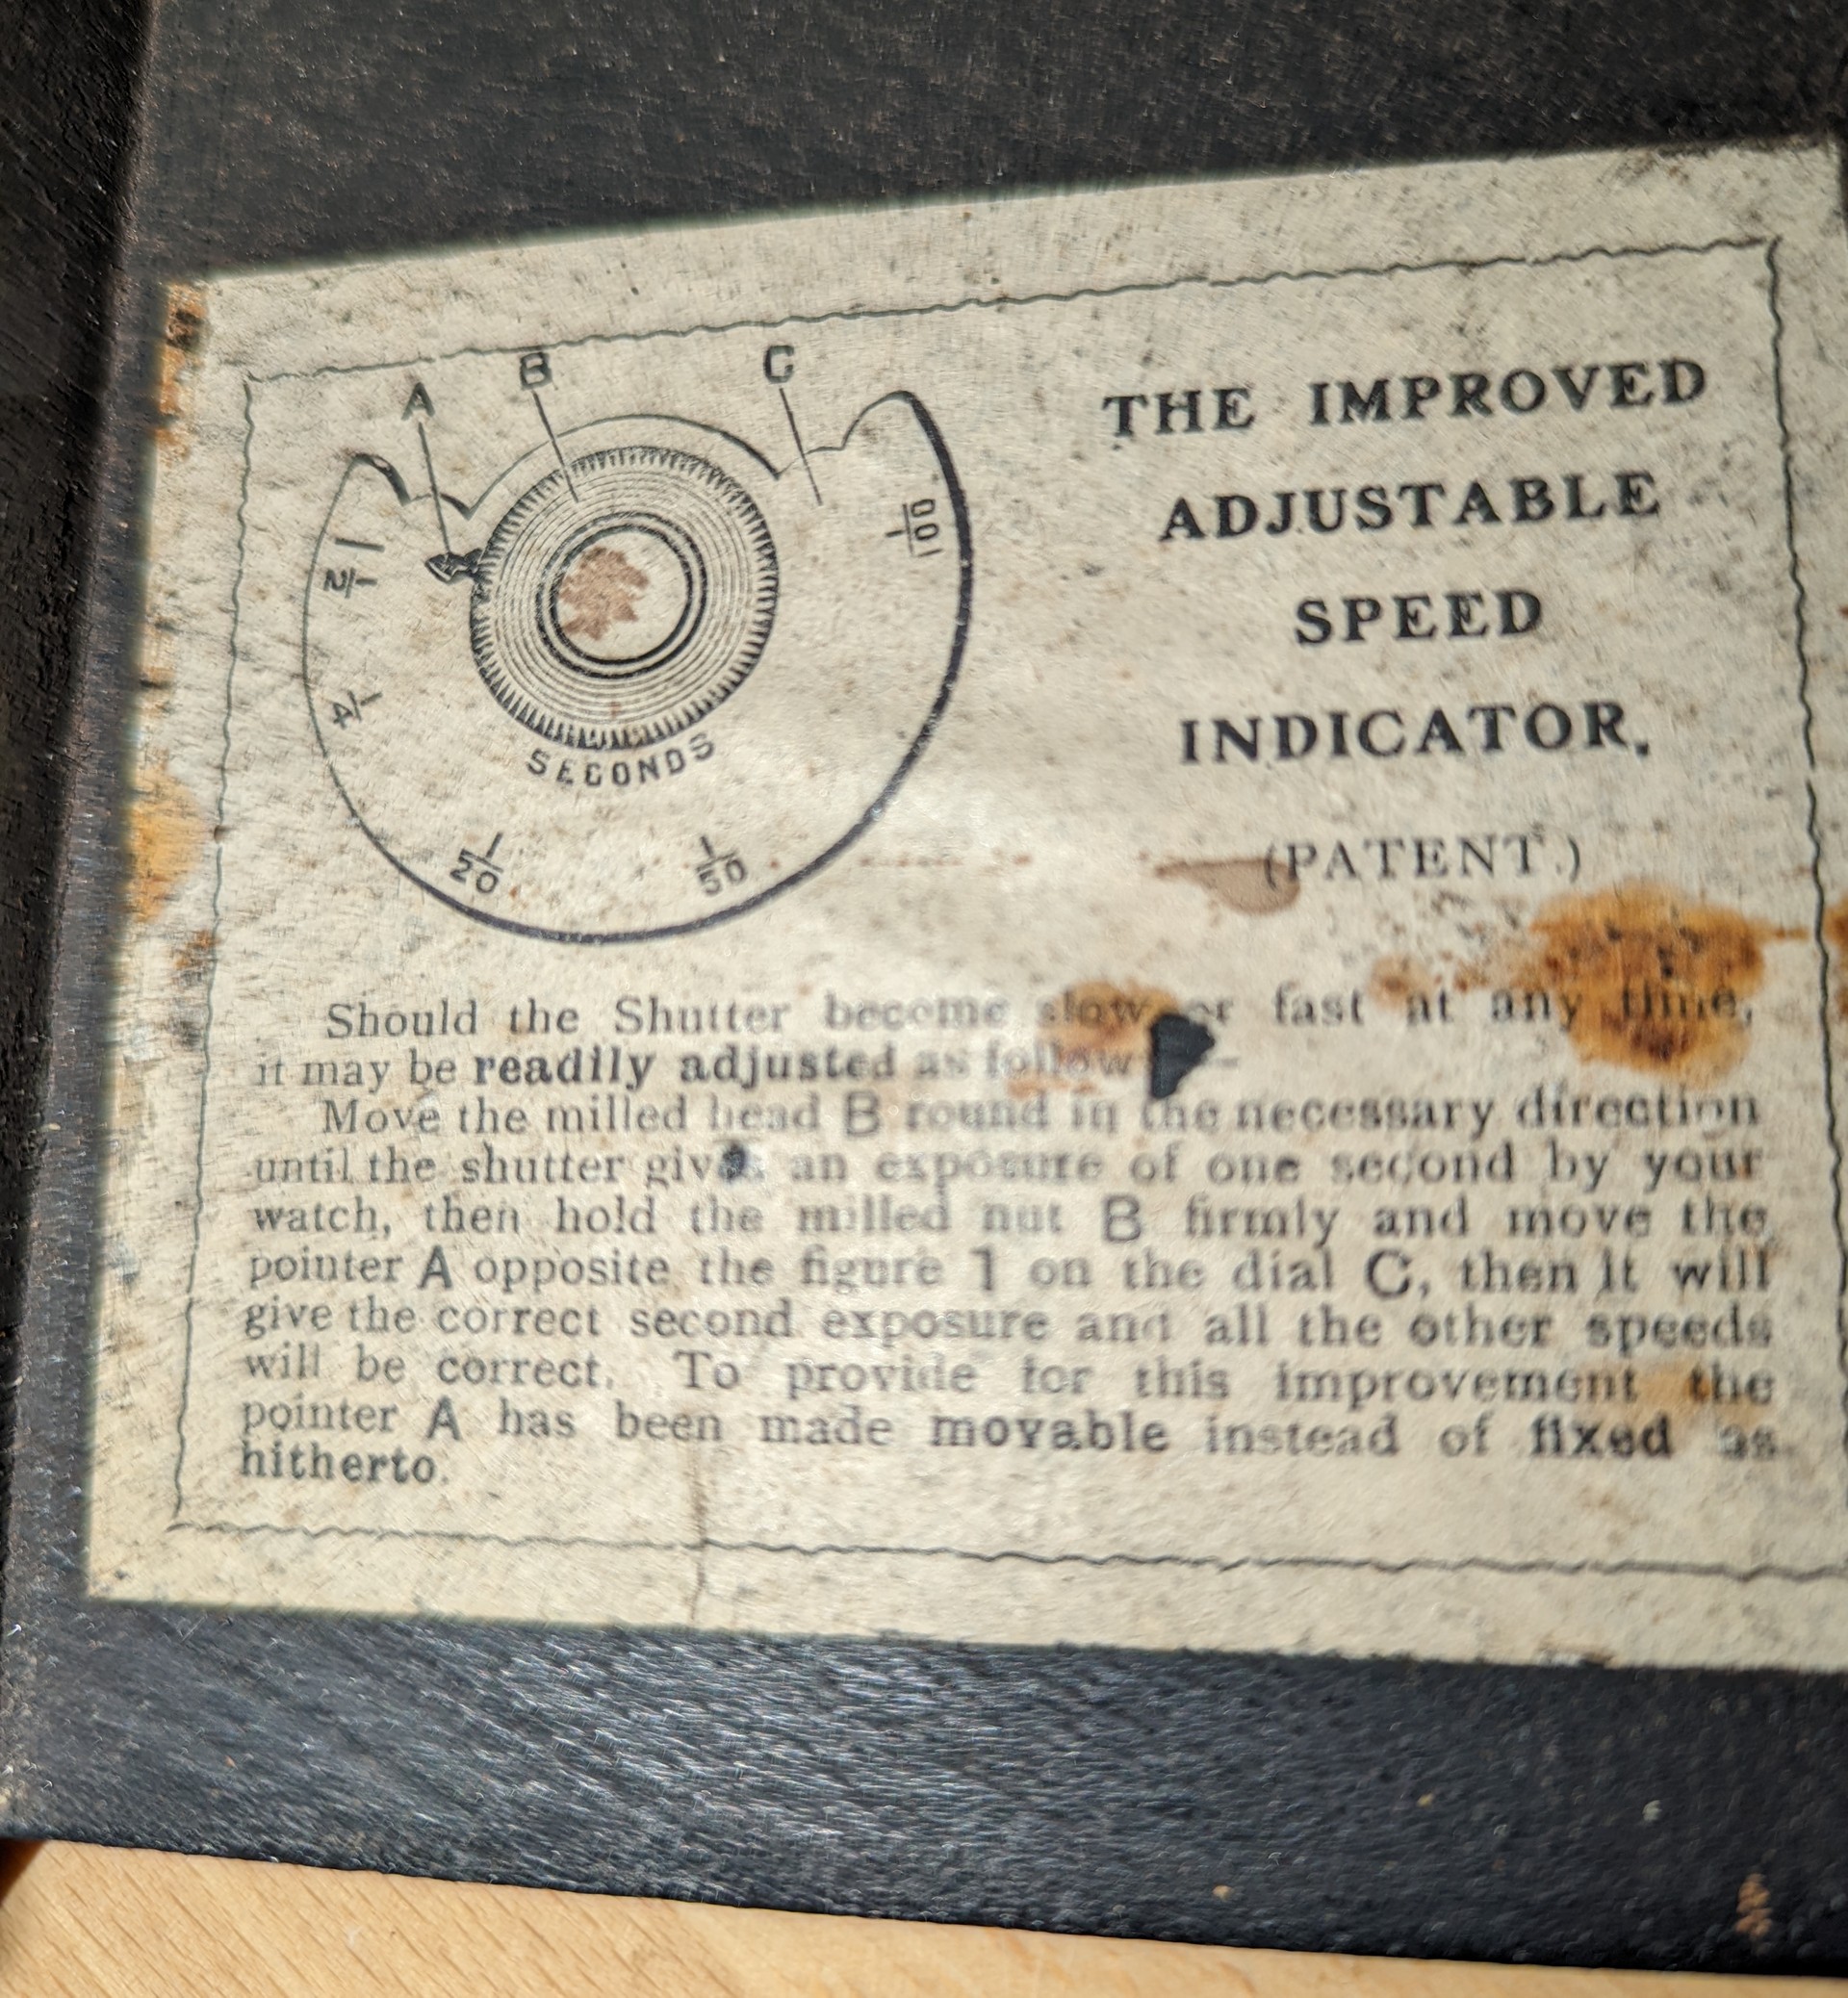 A B C
THE IMPROVED
ADJUSTABLE
SPEED
INDICATOR.
(PATENT.)
1
1/2
1/4
1/20
1/50
1/100
SECONDS
Should the Shutter become slow or fast at any time,
it may be readily adjusted as follow
Move the milled head B round in the necessary direction
until the shutter gives an exposure of one second by your
watch, then hold the milled nut B firmly and move the
pointer A opposite the figure 1 on the dial C, then it will
give the correct second exposure and all the other speeds
will be correct. To provide for this improvement the
pointer A has been made movable instead of fixed as
hitherto.